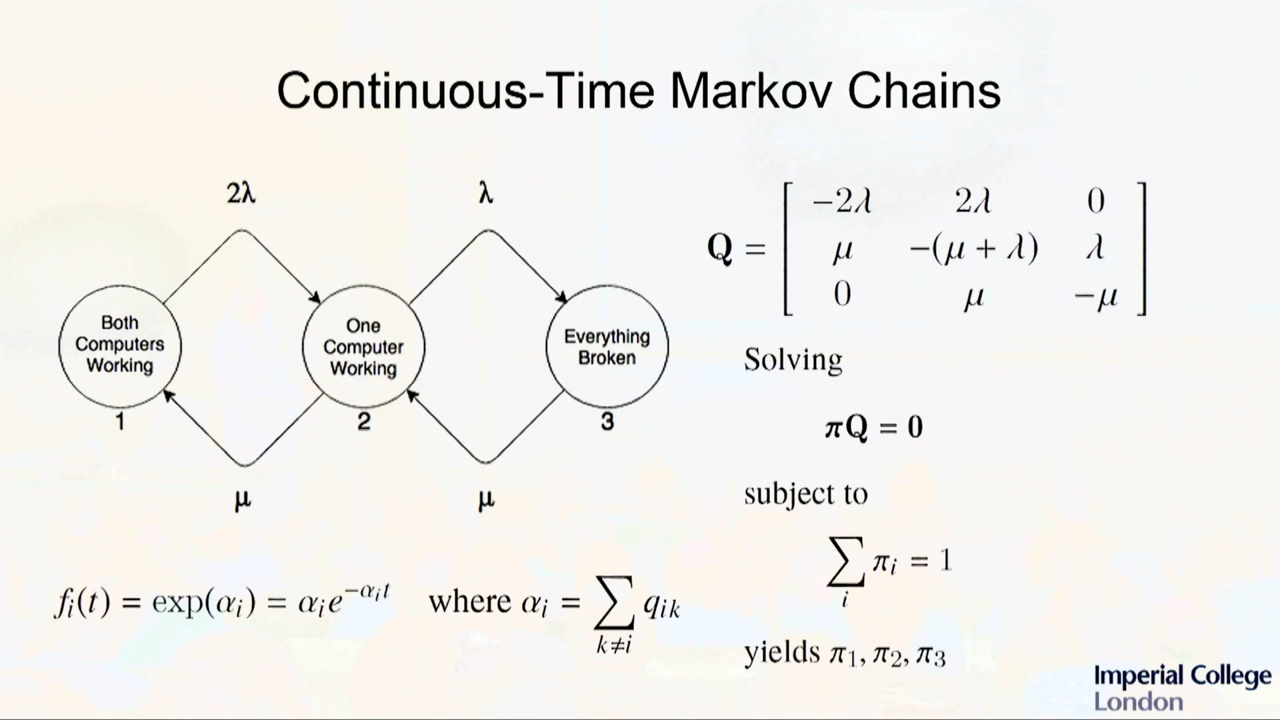 Continuous-Time Markov Chains
2λ
λ
Both
Computers
Working
1
One
Computer
Working
2
Everything
Broken
3
μ
μ
fᵢ(t) = exp(αᵢ) = αᵢe^{−αᵢt} where αᵢ = ∑_{k≠i} qᵢₖ
Q = [ −2λ 2λ 0
μ −(μ + λ) λ
0 μ −μ ]
Solving
πQ = 0
subject to
∑_i πᵢ = 1
yields π₁, π₂, π₃
Imperial College
London